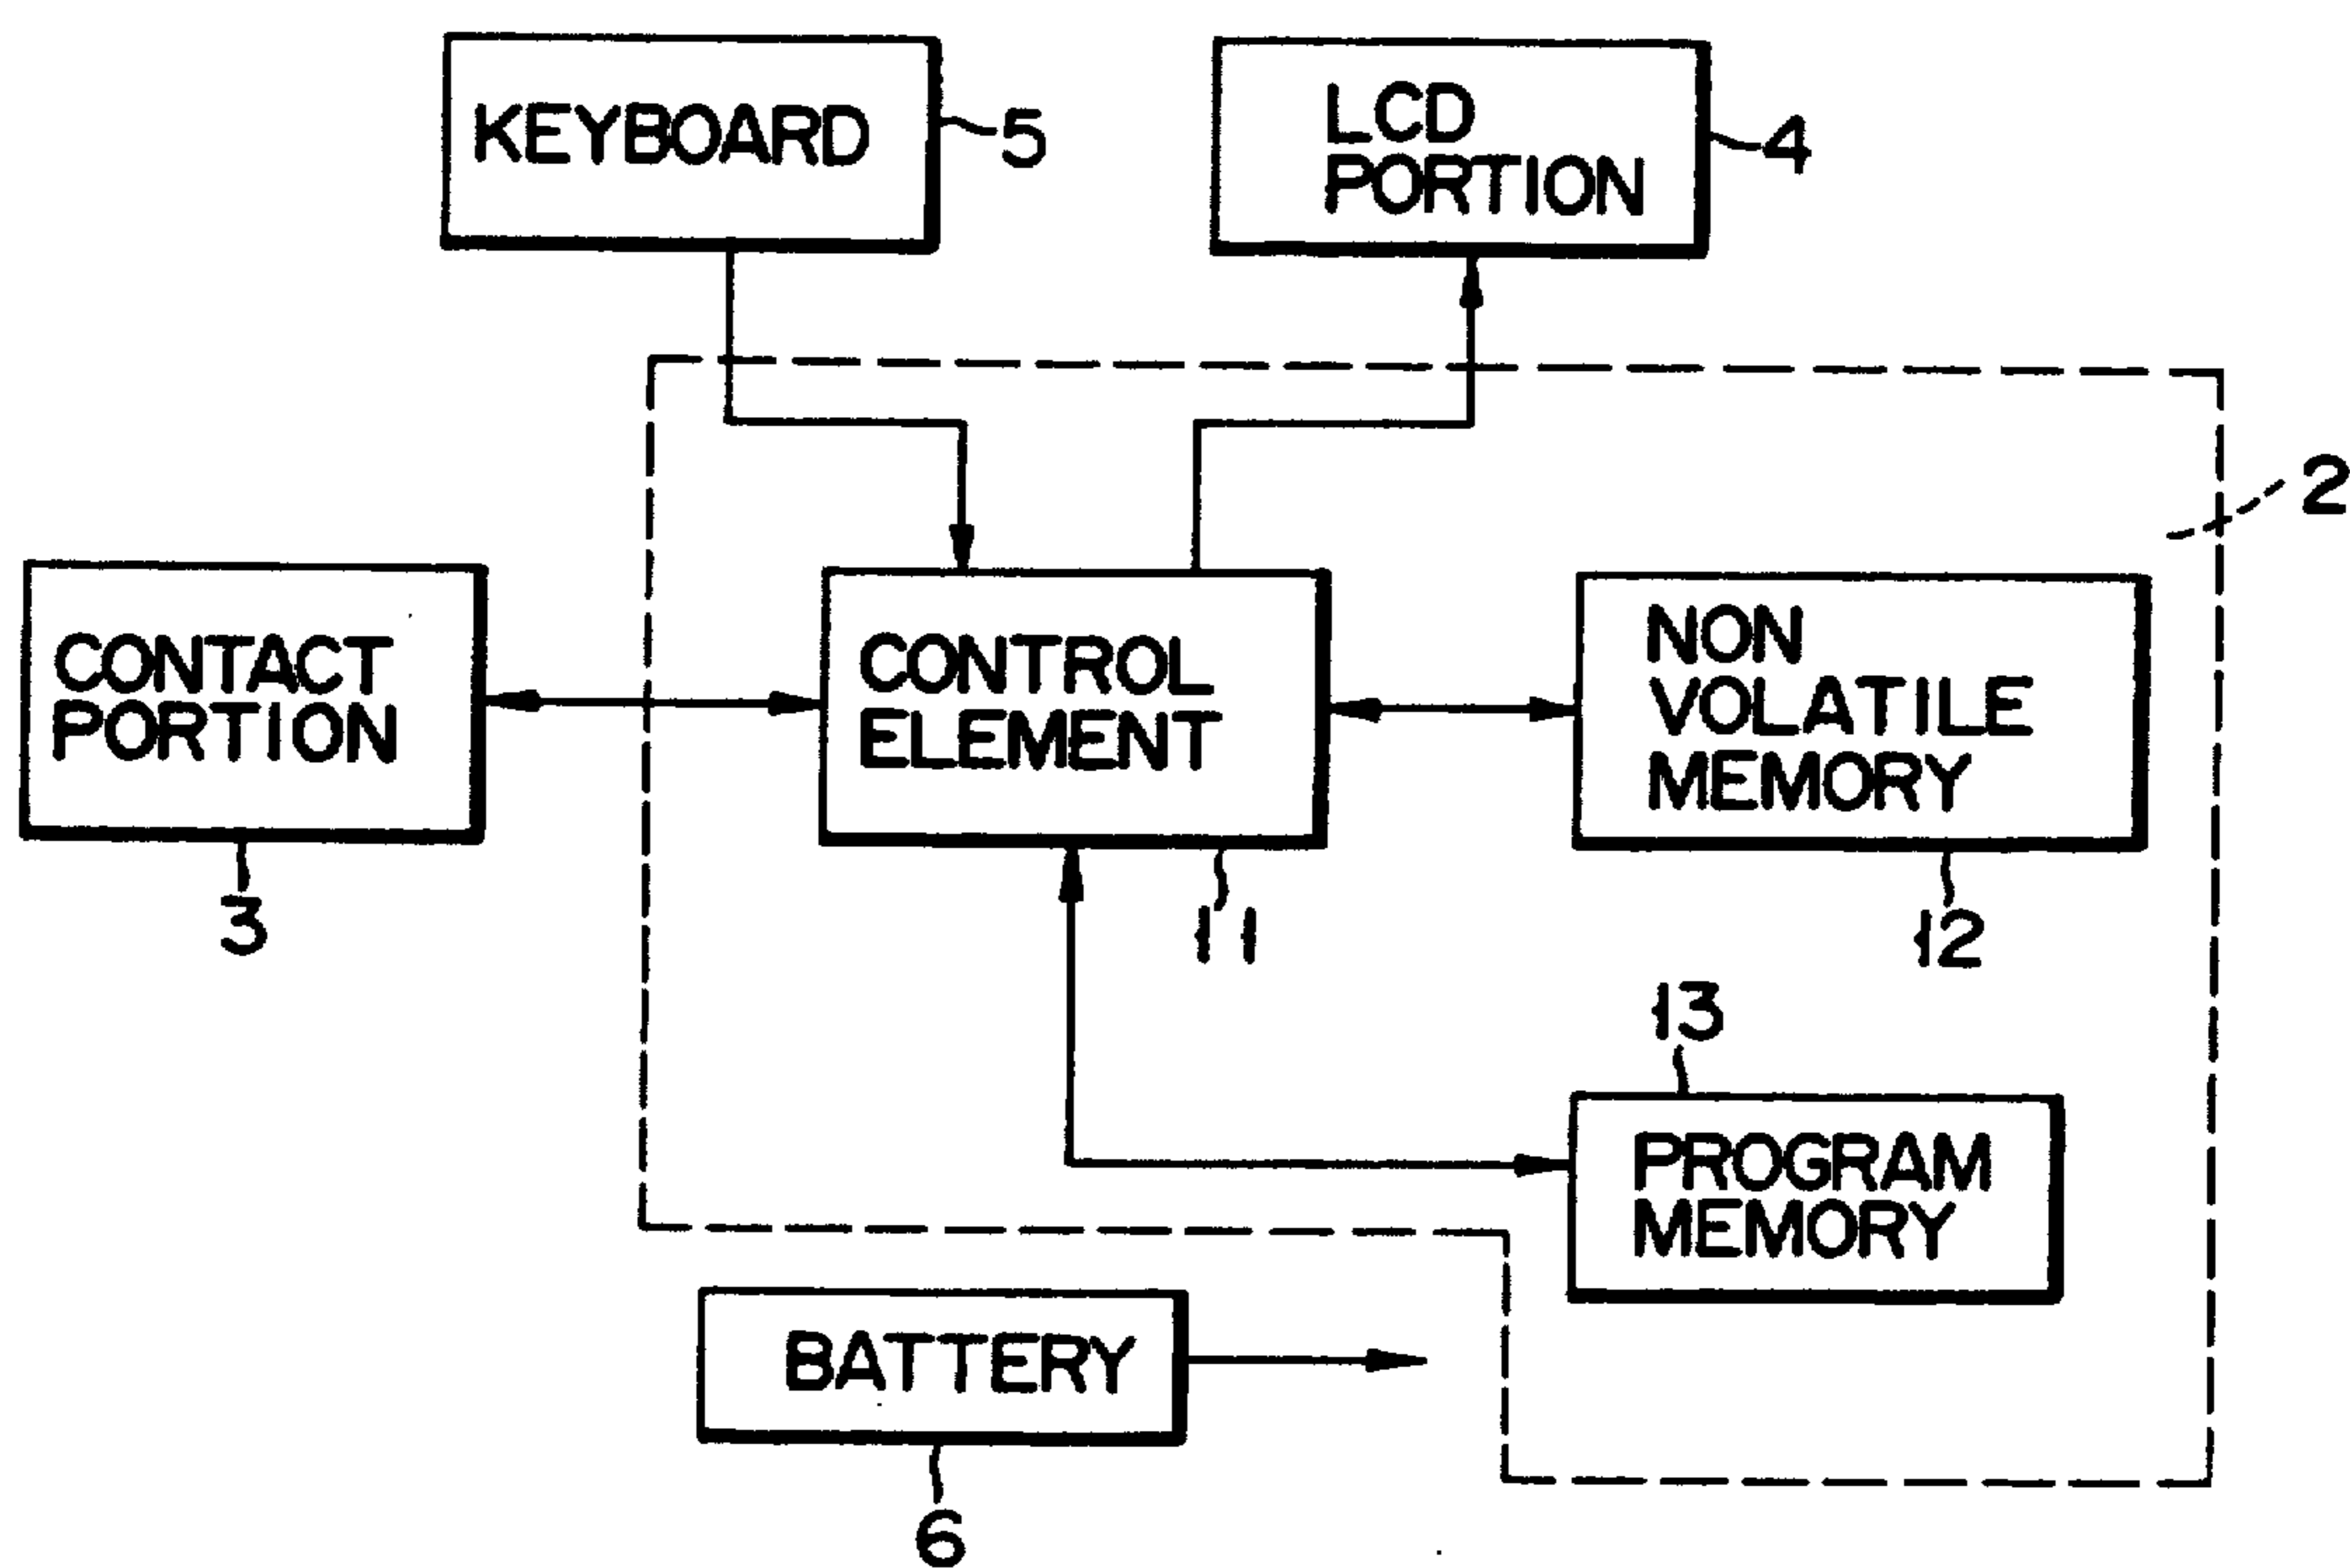 KEYBOARD
5
LCD
PORTION
4
2
CONTACT
PORTION
3
CONTROL
ELEMENT
11
NON
VOLATILE
MEMORY
12
13
PROGRAM
MEMORY
BATTERY
6